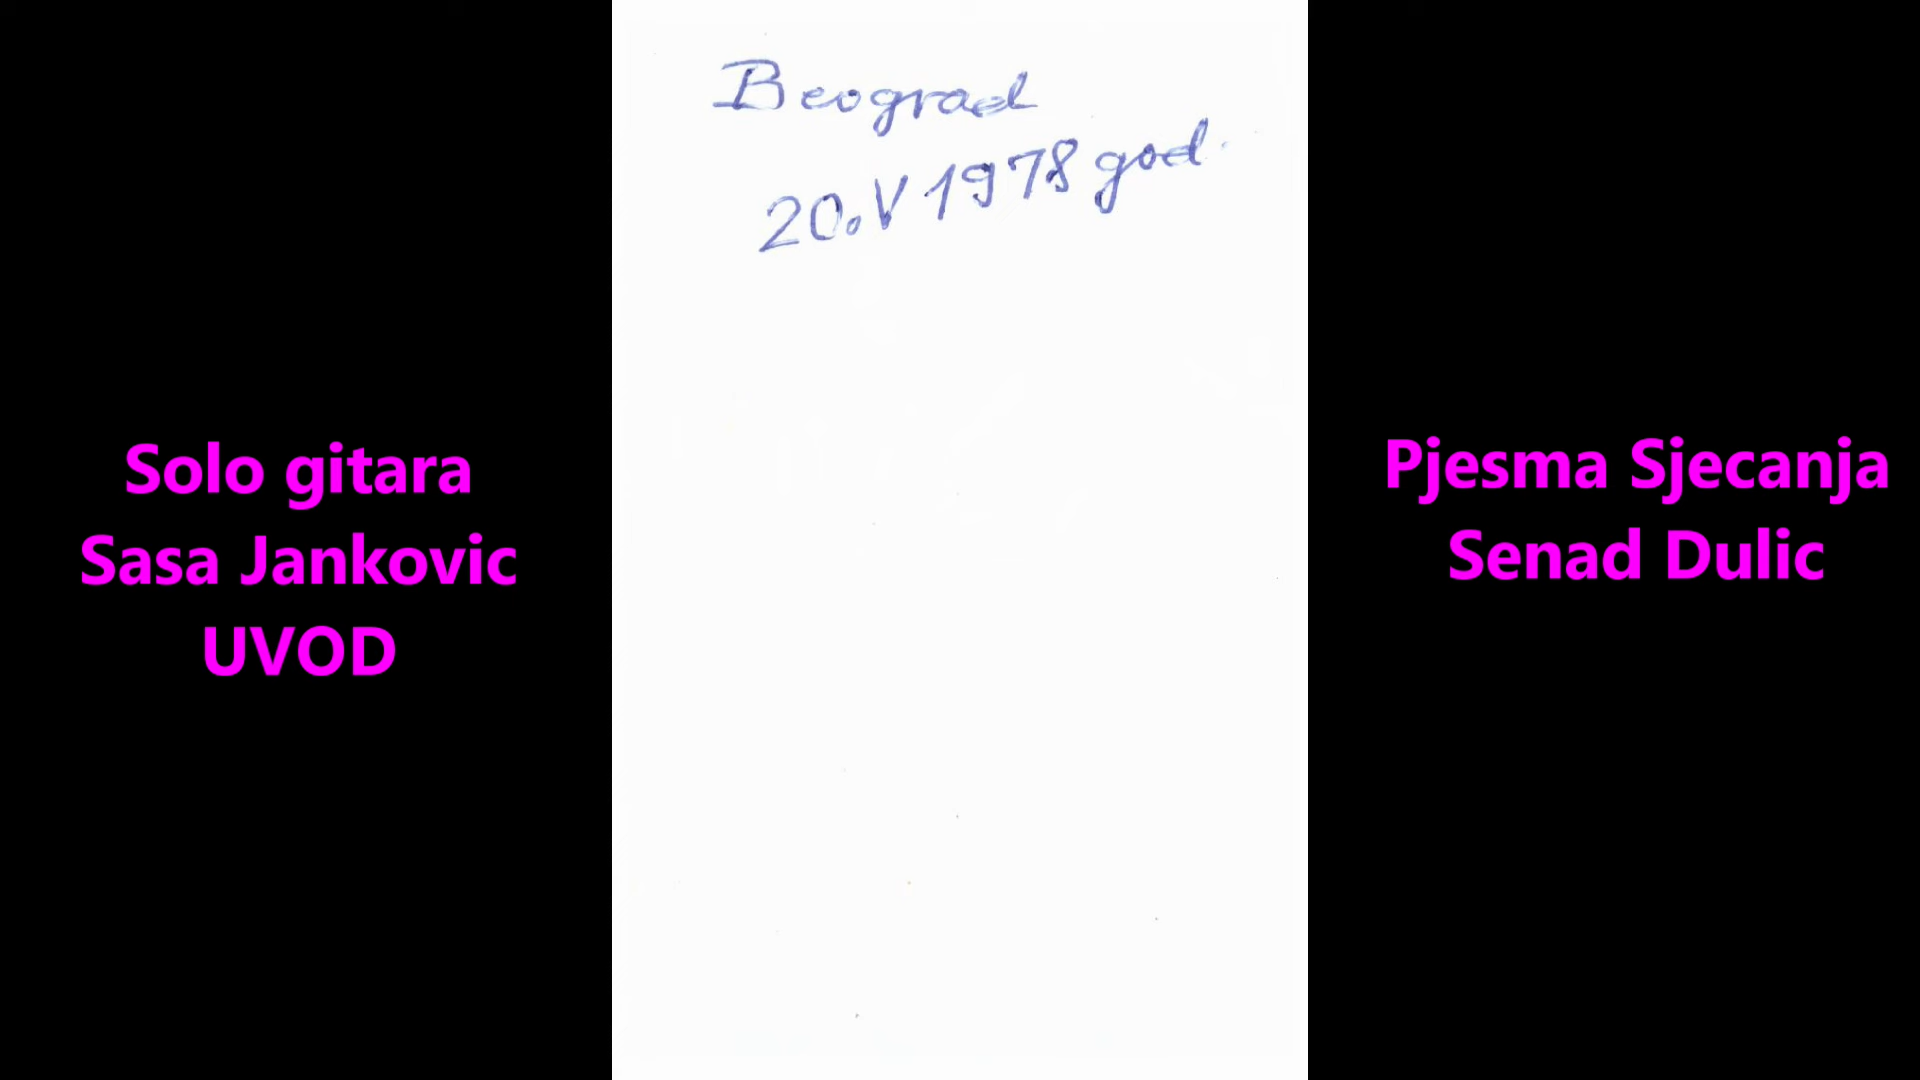 Beograd
20. V 1978 god.
Solo gitara
Sasa Jankovic
UVOD
Pjesma Sjecanja
Senad Dulic